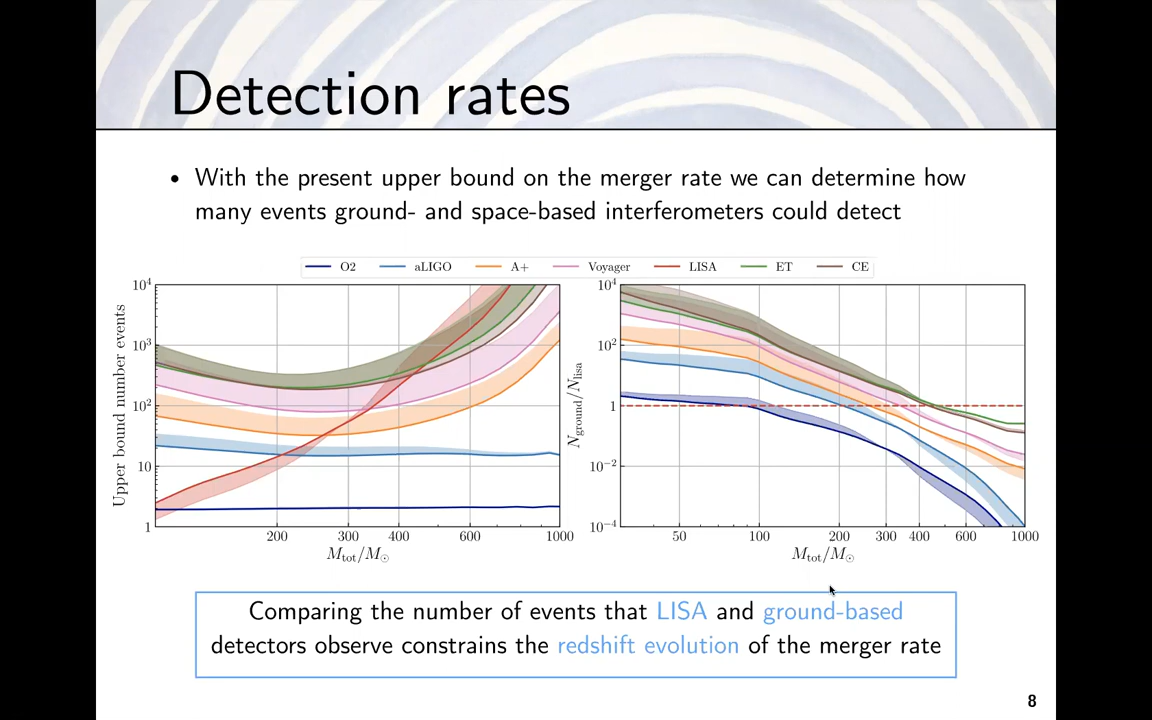 Detection rates
• With the present upper bound on the merger rate we can determine how
many events ground- and space-based interferometers could detect
O2 aLIGO A+ Voyager LISA ET CE
Upper bound number events
10⁴
10³
10²
10
1
200 300 400 600 1000
M_tot/M_⊙
N_ground/N_lisa
10⁴
10²
1
10⁻²
10⁻⁴
50 100 200 300 400 600 1000
M_tot/M_⊙
Comparing the number of events that LISA and ground-based
detectors observe constrains the redshift evolution of the merger rate
8